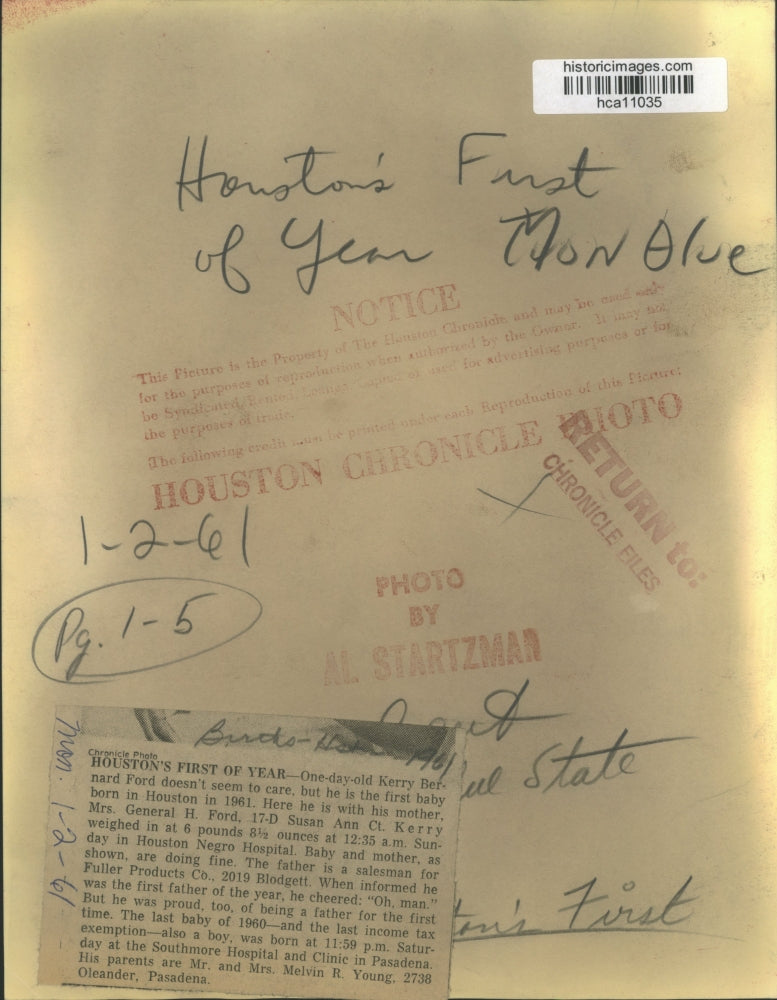 historicimages.com
hca11035
Houston's First
of Year Mon Blue
NOTICE
This Picture is the Property of The Houston Chronicle and may be used only
for the purposes of reproduction when authorized by the Owner. It may not
be Syndicated, Rented, Loaned, Copied or used for advertising purposes or for
the purposes of trade.
The following credit must be printed under each Reproduction of this Picture:
HOUSTON CHRONICLE PHOTO
RETURN to:
CHRONICLE FILES
1-2-61
Pg. 1-5
PHOTO
BY
AL STARTZMAN
State
Births-
1961
Mon. 1-2-61
Chronicle Photo
HOUSTON'S FIRST OF YEAR—One-day-old Kerry Ber-
nard Ford doesn't seem to care, but he is the first baby
born in Houston in 1961. Here he is with his mother,
Mrs. General H. Ford, 17-D Susan Ann Ct. Kerry
weighed in at 6 pounds 8½ ounces at 12:35 a.m. Sun-
day in Houston Negro Hospital. Baby and mother, as
shown, are doing fine. The father is a salesman for
Fuller Products Co., 2019 Blodgett. When informed he
was the first father of the year, he cheered: "Oh, man."
But he was proud, too, of being a father for the first
time. The last baby of 1960—and the last income tax
exemption—also a boy, was born at 11:59 p.m. Satur-
day at the Southmore Hospital and Clinic in Pasadena.
His parents are Mr. and Mrs. Melvin R. Young, 2738
Oleander, Pasadena.
ton's First